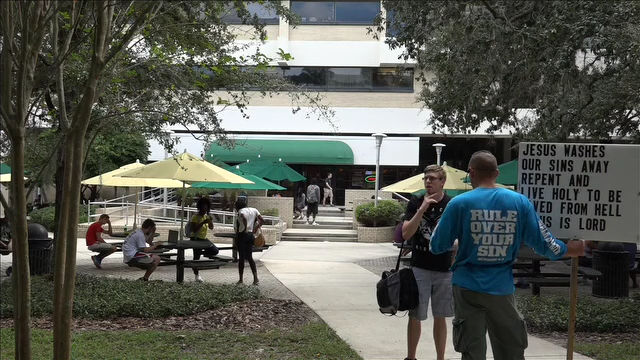 JESUS WASHES
OUR SINS AWAY
REPENT AND
LIVE HOLY TO BE
VED FROM HELL
US IS LORD
RULE
OVER
YOUR
SIN